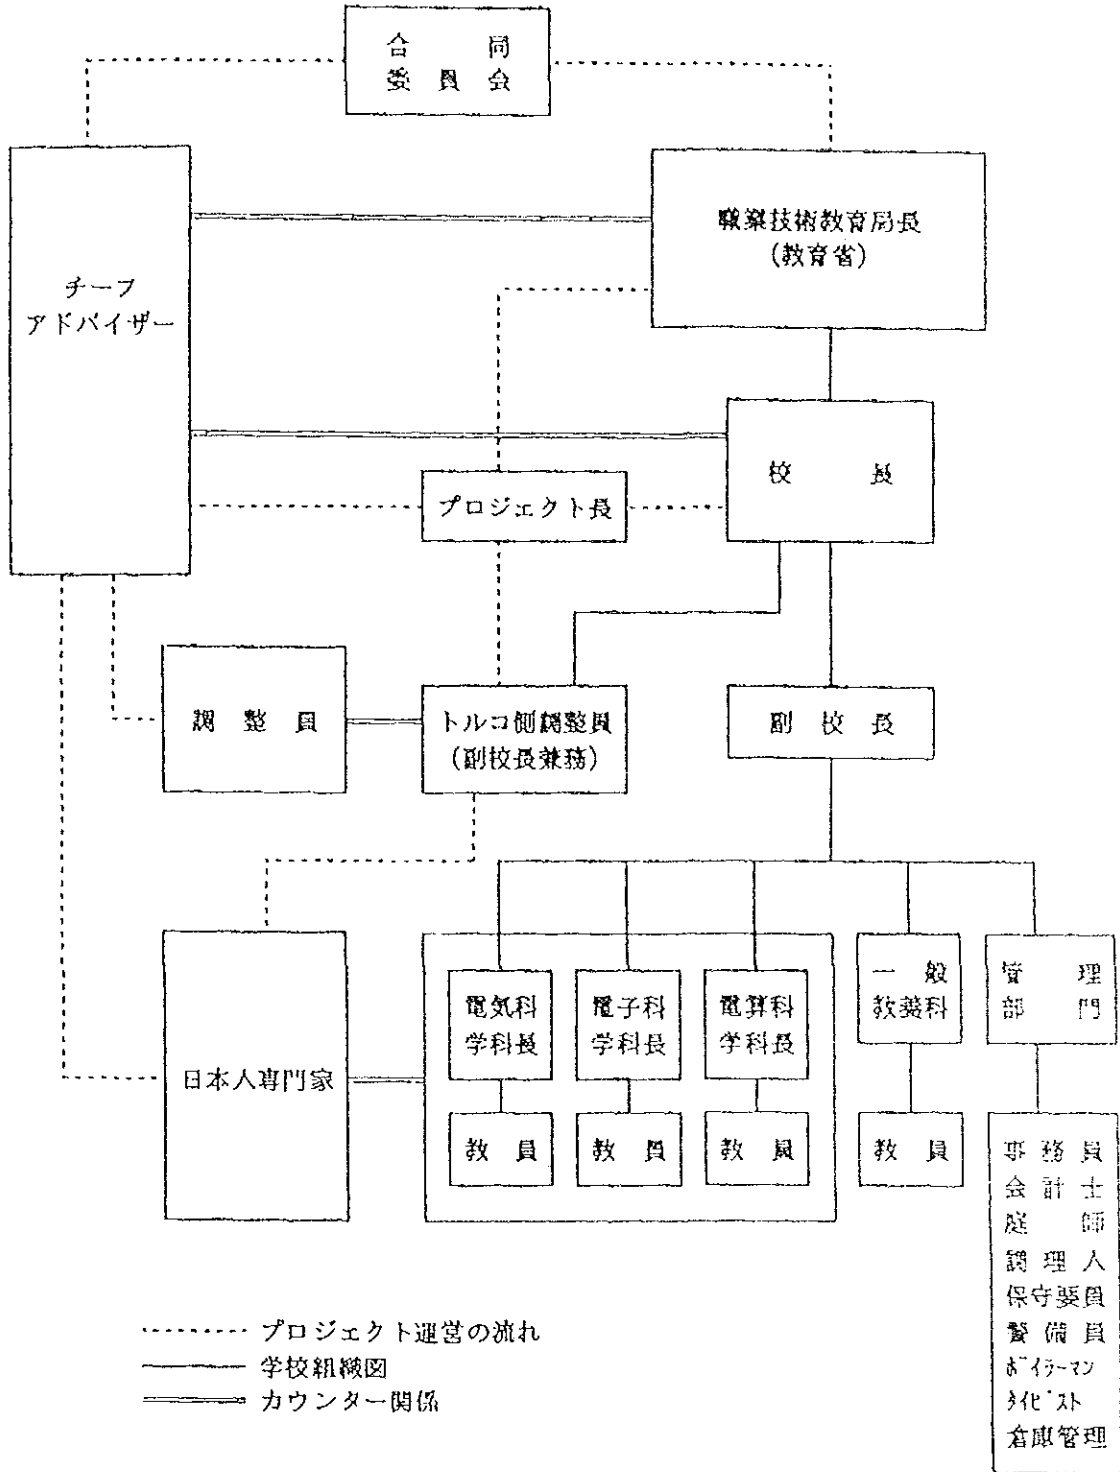 合同
委員会
職業技術教育局長
(教育省)
チーフ
アドバイザー
校長
プロジェクト長
調整員
トルコ側調整員
(副校長兼務)
副校長
日本人専門家
電気科
学科長
電子科
学科長
電算科
学科長
一般
教養科
管理
部門
教員
教員
教員
教員
事務員
会計士
庭師
調理人
保守要員
警備員
ボイラーマン
タイピスト
倉庫管理
プロジェクト運営の流れ
学校組織図
カウンター関係